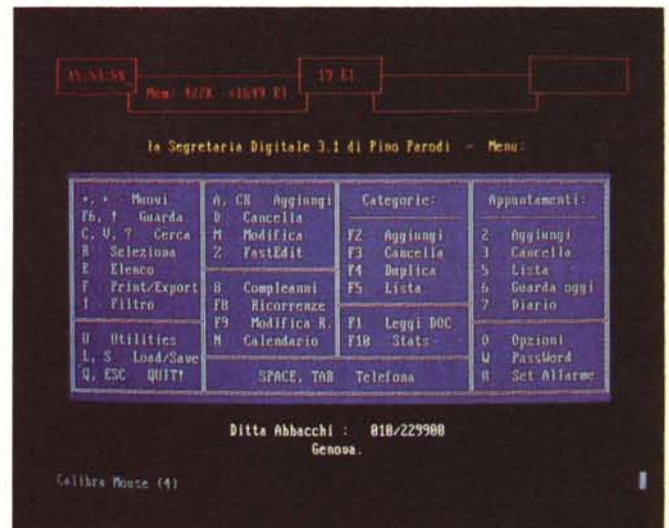 15:53:54 19 El.
Mem: 422K +1649 El.
la Segretaria Digitale 3.1 di Pino Parodi - Menu:
Muovi
F6, ↑ Guarda
C, V, ? Cerca
R Seleziona
E Elenco
F Print/Export
! Filtro
U Utilities
L, S Load/Save
Q, ESC QUIT!
A, CR Aggiungi
D Cancella
M Modifica
Z FastEdit
B Compleanni
F8 Ricorrenze
F9 Modifica R.
N Calendario
Categorie:
F2 Aggiungi
F3 Cancella
F4 Duplica
F5 Lista
F1 Leggi DOC
F10 Stats
SPACE, TAB Telefona
Appuntamenti:
2 Aggiungi
3 Cancella
5 Lista
6 Guarda oggi
7 Diario
O Opzioni
W PassWord
Set Allarme
Ditta Abbacchi : 010/229900
Genova.
Calibra Mouse (4)